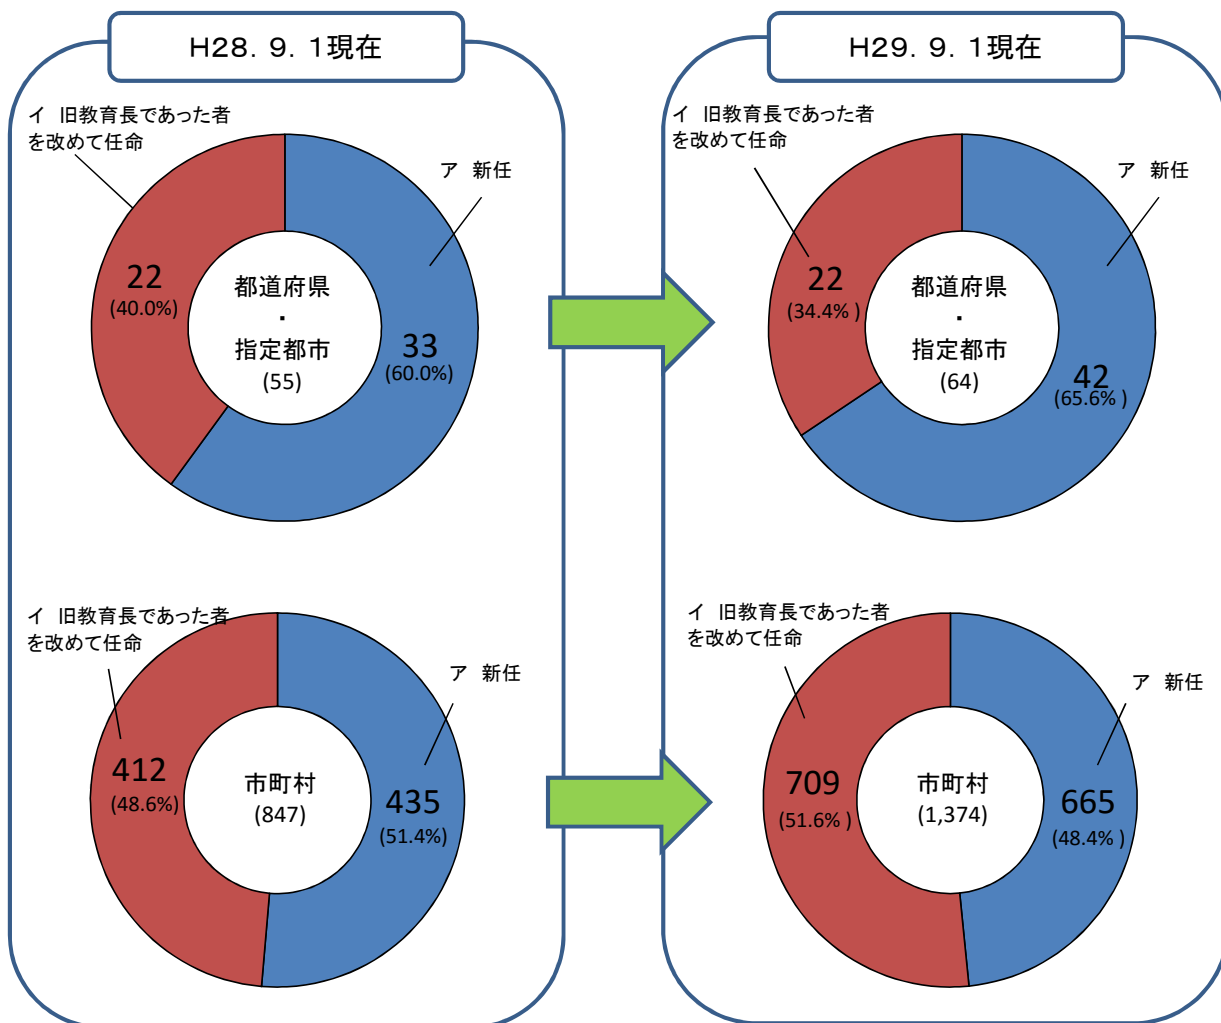 H28. 9. 1現在
イ 旧教育長であった者
を改めて任命
ア 新任
22
(40.0%)
都道府県
・
指定都市
(55)
33
(60.0%)
イ 旧教育長であった者
を改めて任命
ア 新任
412
(48.6%)
市町村
(847)
435
(51.4%)
H29. 9. 1現在
イ 旧教育長であった者
を改めて任命
ア 新任
22
(34.4% )
都道府県
・
指定都市
(64)
42
(65.6% )
イ 旧教育長であった者
を改めて任命
ア 新任
709
(51.6% )
市町村
(1,374)
665
(48.4% )